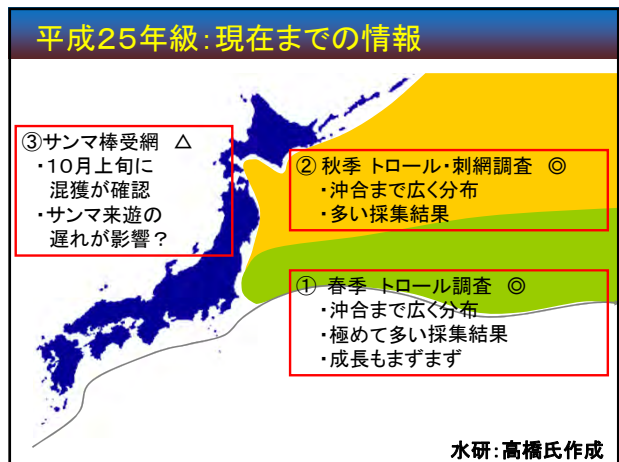 平成２５年級：現在までの情報
③サンマ棒受網　△
・１０月上旬に
混獲が確認
・サンマ来遊の
遅れが影響？
② 秋季 トロール・刺網調査　◎
・沖合まで広く分布
・多い採集結果
① 春季 トロール調査　◎
・沖合まで広く分布
・極めて多い採集結果
・成長もまずまず
水研：高橋氏作成